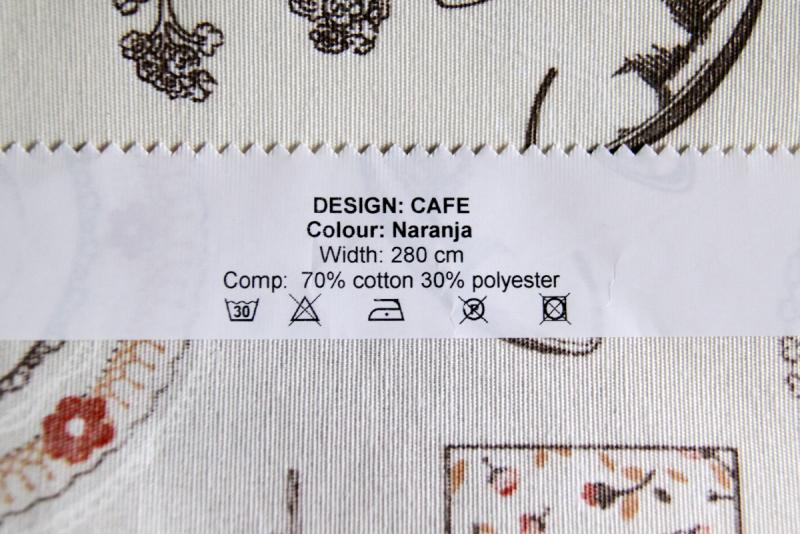 DESIGN: CAFE
Colour: Naranja
Width: 280 cm
Comp: 70% cotton 30% polyester
30 P